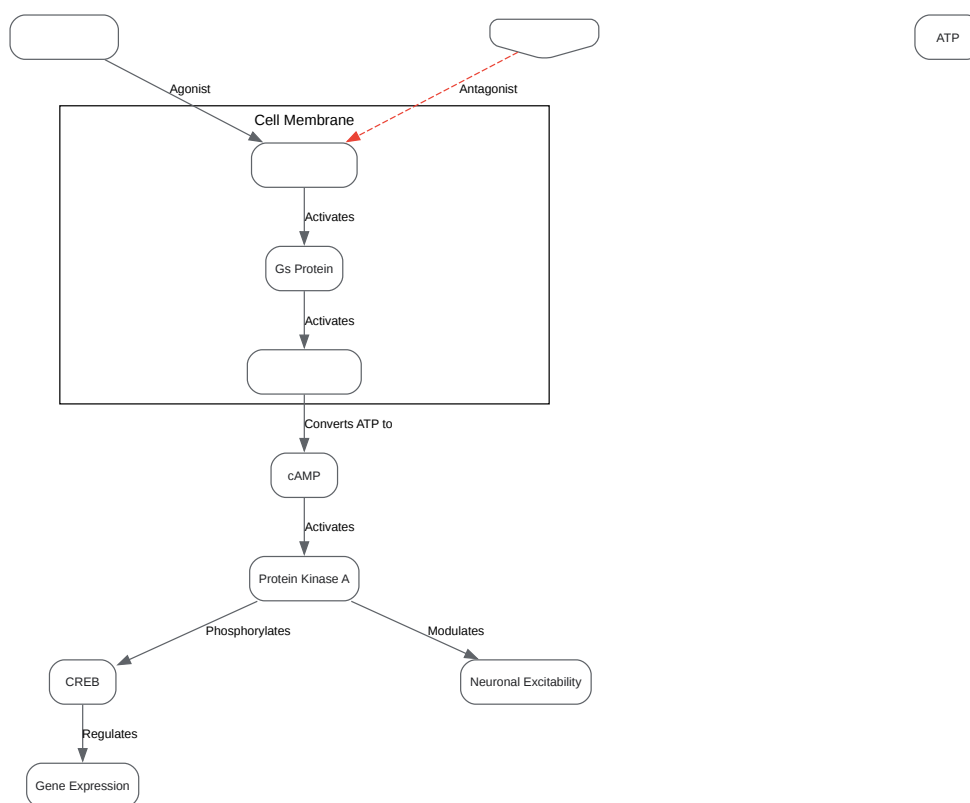 ATP
Agonist
Antagonist
Cell Membrane
Activates
Gs Protein
Activates
Converts ATP to
cAMP
Activates
Protein Kinase A
Phosphorylates
Modulates
CREB
Neuronal Excitability
Regulates
Gene Expression